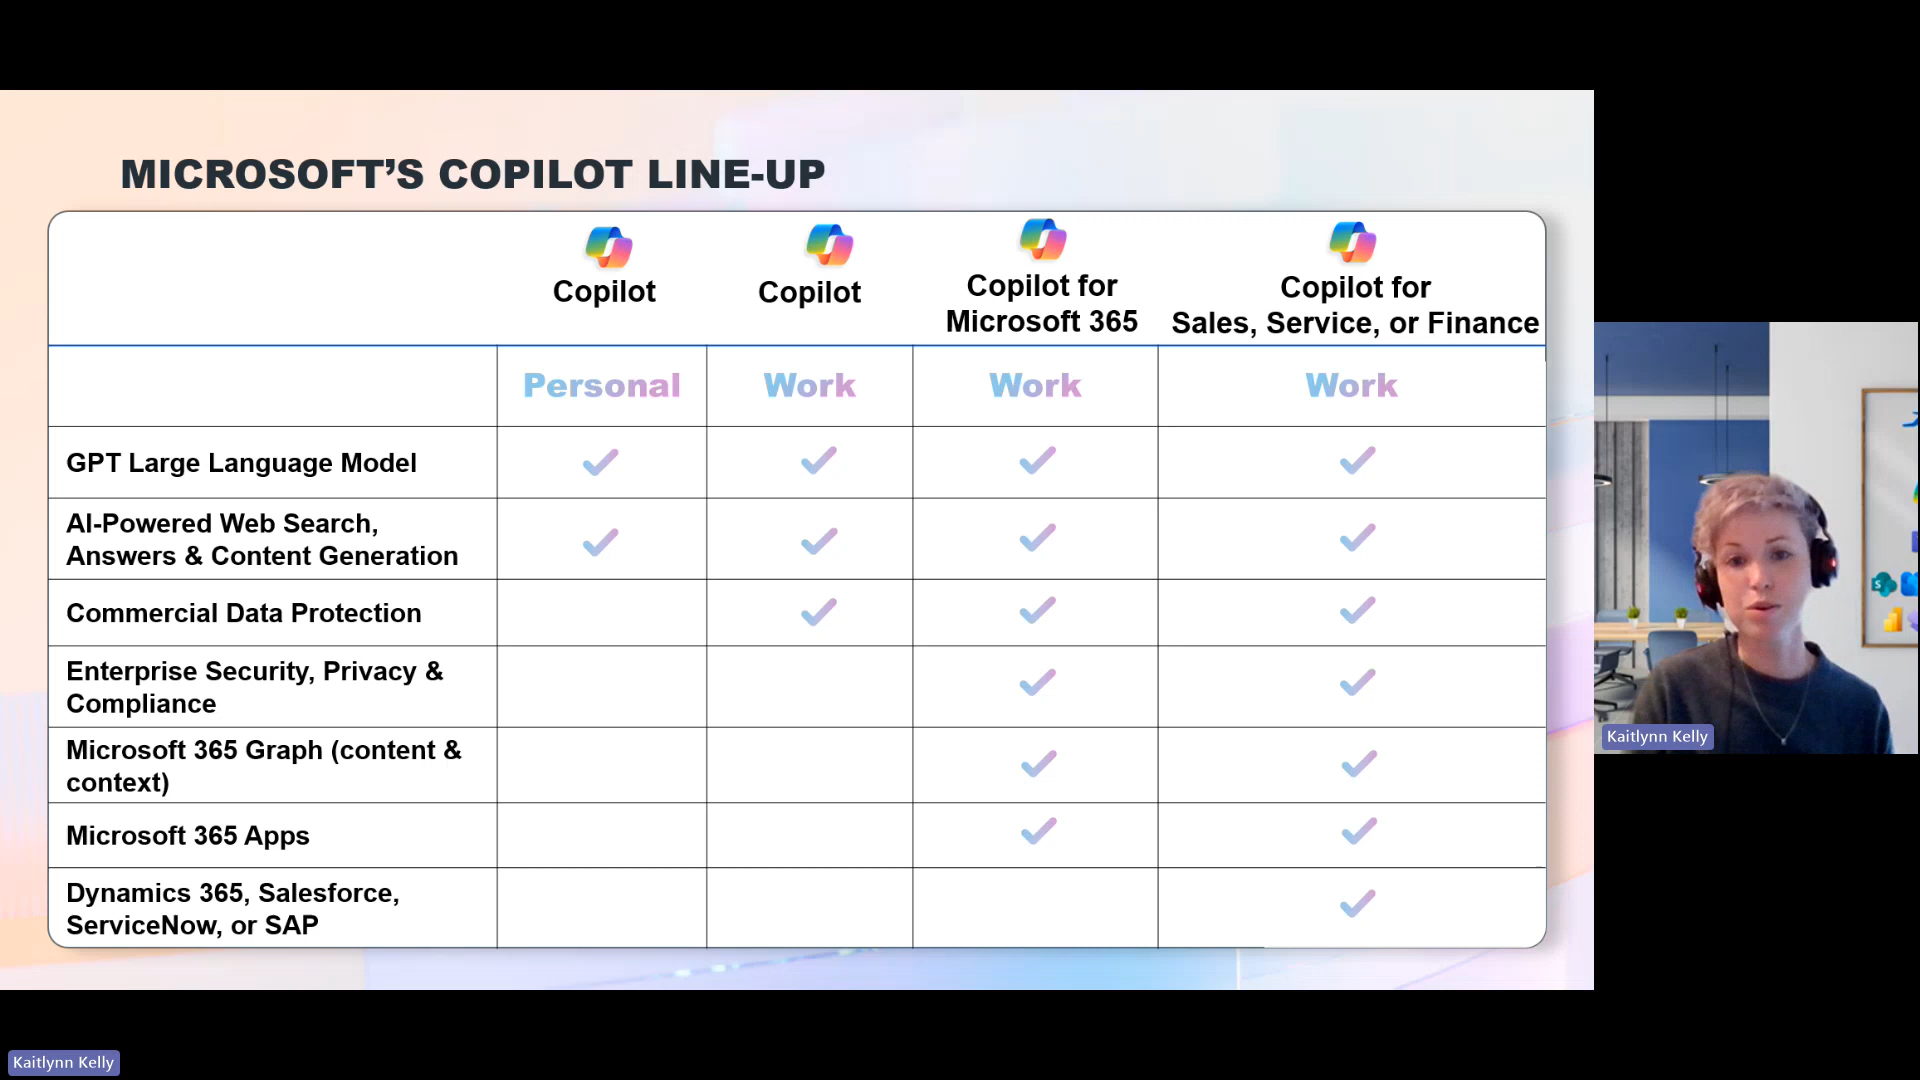 MICROSOFT’S COPILOT LINE-UP
Copilot
Copilot
Copilot for
Microsoft 365
Copilot for
Sales, Service, or Finance
Personal
Work
Work
Work
GPT Large Language Model
AI-Powered Web Search,
Answers & Content Generation
Commercial Data Protection
Enterprise Security, Privacy &
Compliance
Microsoft 365 Graph (content &
context)
Microsoft 365 Apps
Dynamics 365, Salesforce,
ServiceNow, or SAP
S
Kaitlynn Kelly
Kaitlynn Kelly